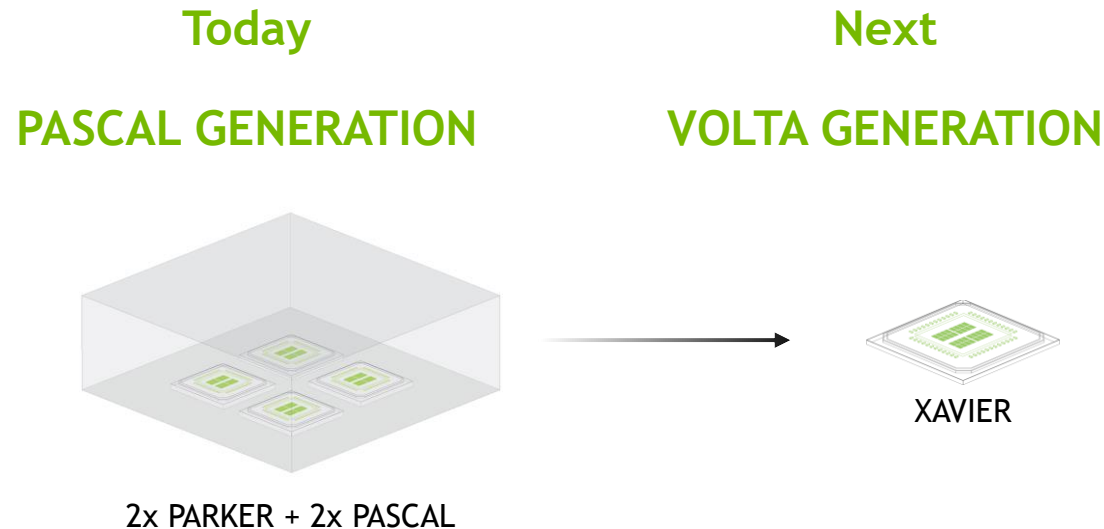 Today
Next
PASCAL GENERATION
VOLTA GENERATION
XAVIER
2x PARKER + 2x PASCAL